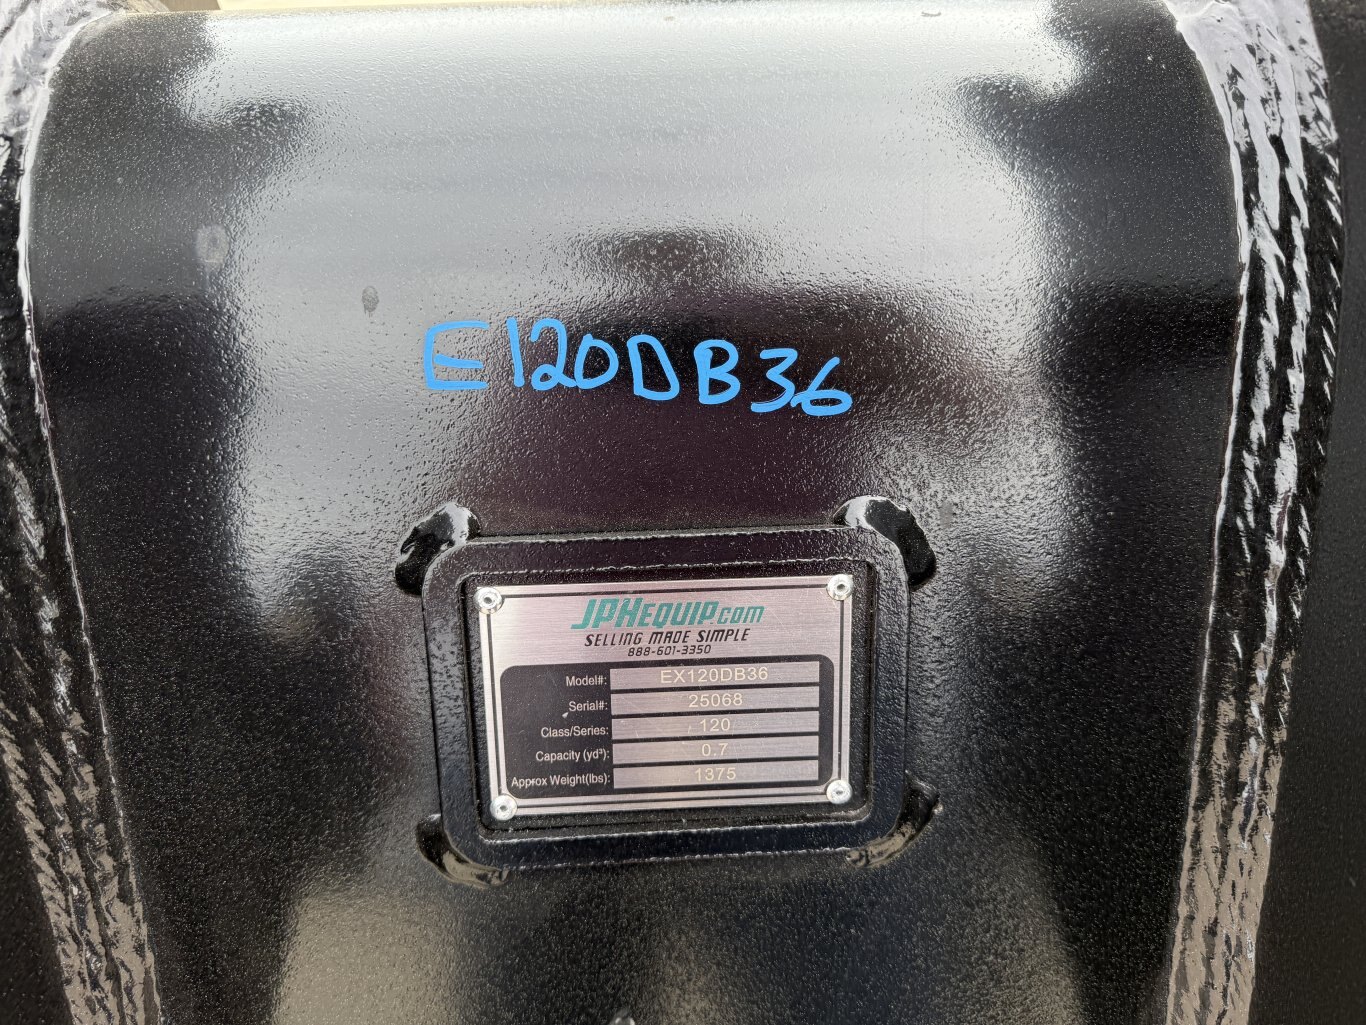 E120DB36
JPHEQUIP.COM
SELLING MADE SIMPLE
888-601-3350
Model#: EX120DB36
Serial#: 25068
Class/Series: 120
Capacity (yd³): 0.7
Approx Weight(lbs): 1375